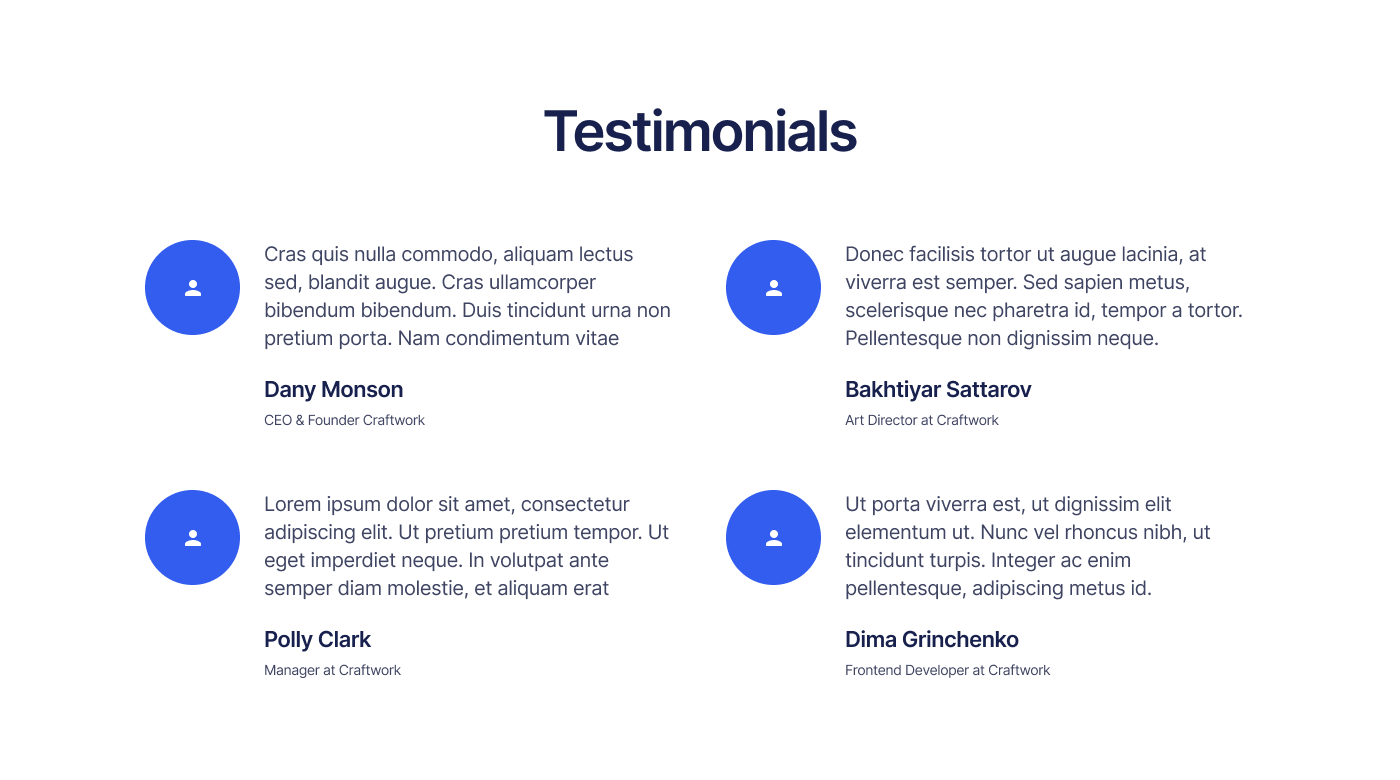 Testimonials
Cras quis nulla commodo, aliquam lectus
sed, blandit augue. Cras ullamcorper
bibendum bibendum. Duis tincidunt urna non
pretium porta. Nam condimentum vitae
Dany Monson
CEO & Founder Craftwork
Donec facilisis tortor ut augue lacinia, at
viverra est semper. Sed sapien metus,
scelerisque nec pharetra id, tempor a tortor.
Pellentesque non dignissim neque.
Bakhtiyar Sattarov
Art Director at Craftwork
Lorem ipsum dolor sit amet, consectetur
adipiscing elit. Ut pretium pretium tempor. Ut
eget imperdiet neque. In volutpat ante
semper diam molestie, et aliquam erat
Polly Clark
Manager at Craftwork
Ut porta viverra est, ut dignissim elit
elementum ut. Nunc vel rhoncus nibh, ut
tincidunt turpis. Integer ac enim
pellentesque, adipiscing metus id.
Dima Grinchenko
Frontend Developer at Craftwork